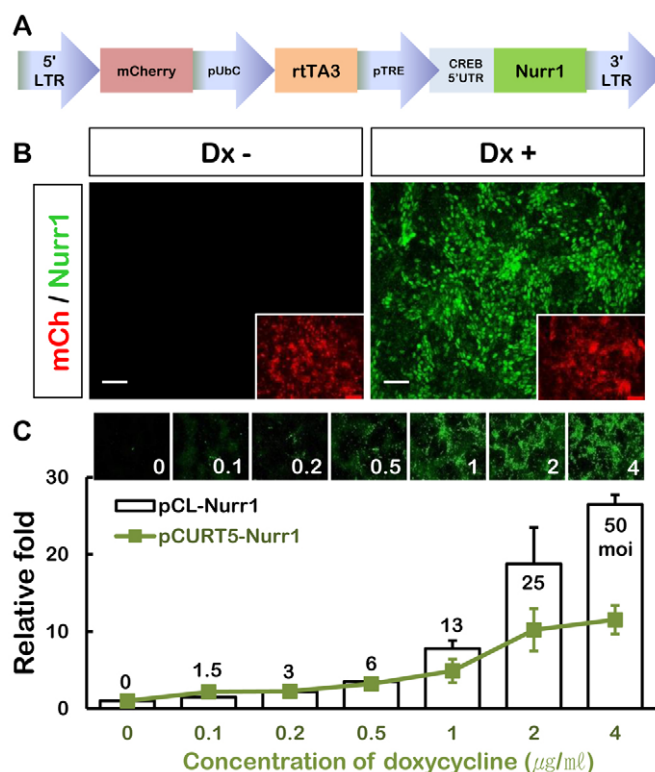 A
5' LTR
mCherry
pUbC
rtTA3
pTRE
CREB 5'UTR
Nurr1
3' LTR
B
Dx -
Dx +
mCh / Nurr1
C
0
0.1
0.2
0.5
1
2
4
30
20
10
0
Relative fold
pCL-Nurr1
pCURT5-Nurr1
0
1.5
3
6
13
25
50 moi
0
0.1
0.2
0.5
1
2
4
Concentration of doxycycline (㎍/㎖)